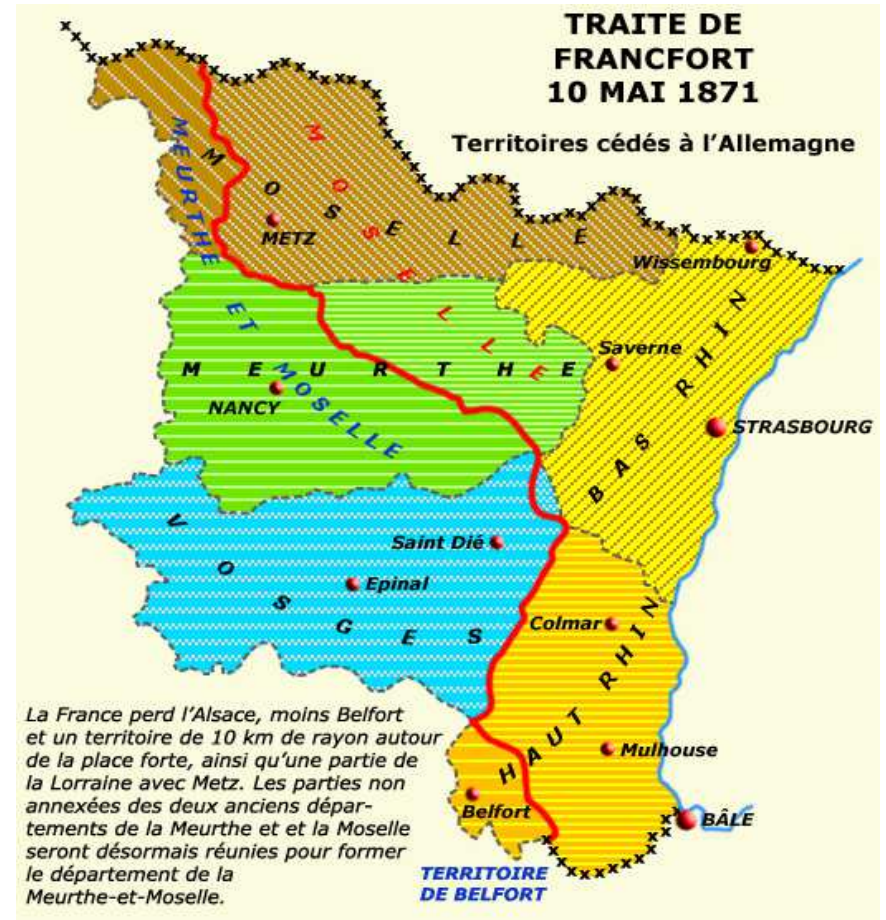 TRAITE DE
FRANCFORT
10 MAI 1871
Territoires cédés à l’Allemagne
MOSELLE
MOSELLE
MEURTHE ET MOSELLE
METZ
Wissembourg
MEURTHE
NANCY
Saverne
BAS RHIN
STRASBOURG
VOSGES
Saint Dié
Epinal
Colmar
HAUT RHIN
Mulhouse
Belfort
BÂLE
TERRITOIRE
DE BELFORT
La France perd l’Alsace, moins Belfort
et un territoire de 10 km de rayon autour
de la place forte, ainsi qu’une partie de
la Lorraine avec Metz. Les parties non
annexées des deux anciens dépar-
tements de la Meurthe et et la Moselle
seront désormais réunies pour former
le département de la
Meurthe-et-Moselle.